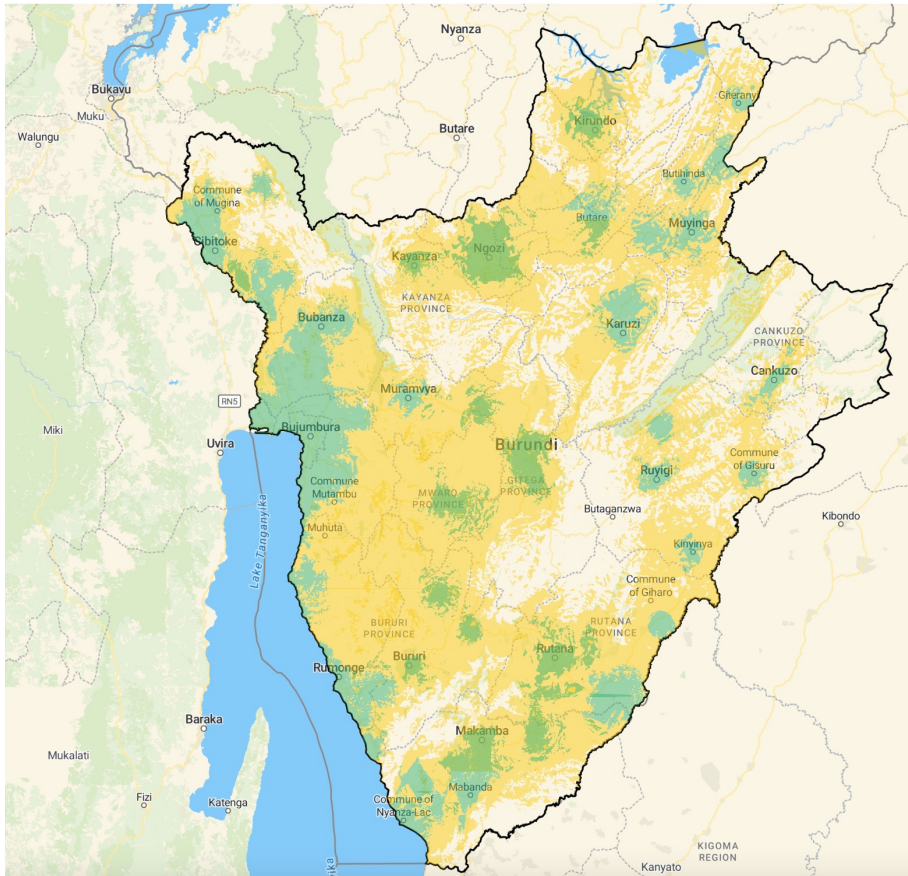 Nyanza
Bukavu
Muku
Giterany
Walungu
Butare
Kirundo
Butihinda
Commune
of Mugina
Butare
Muyinga
Cibitoke
Ngozi
Kayanza
KAYANZA
PROVINCE
Bubanza
Karuzi
CANKUZO
PROVINCE
Cankuzo
Muramvya
RN5
Miki
Bujumbura
Uvira
Burundi
Commune
of Gisuru
Ruyigi
Commune
Mutambu
MWARO
PROVINCE
GITEGA
PROVINCE
Butaganzwa
Kibondo
Muhuta
Lake Tanganyika
Kinyinya
Commune
of Giharo
BURURI
PROVINCE
RUTANA
PROVINCE
Rutana
Bururi
Rumonge
Baraka
Makamba
Mukalati
Mabanda
Fizi
Katenga
Commune of
Nyanza-Lac
KIGOMA
REGION
Kanyato